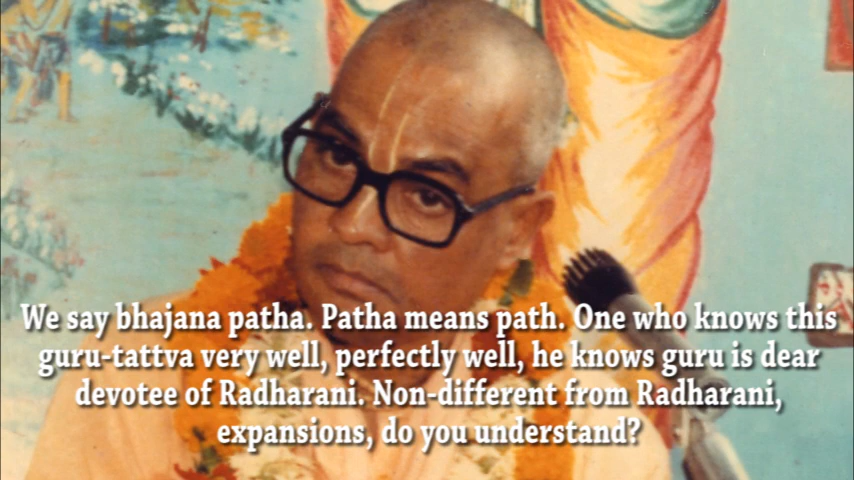 We say bhajana patha. Patha means path. One who knows this
guru-tattva very well, perfectly well, he knows guru is dear
devotee of Radharani. Non-different from Radharani,
expansions, do you understand?